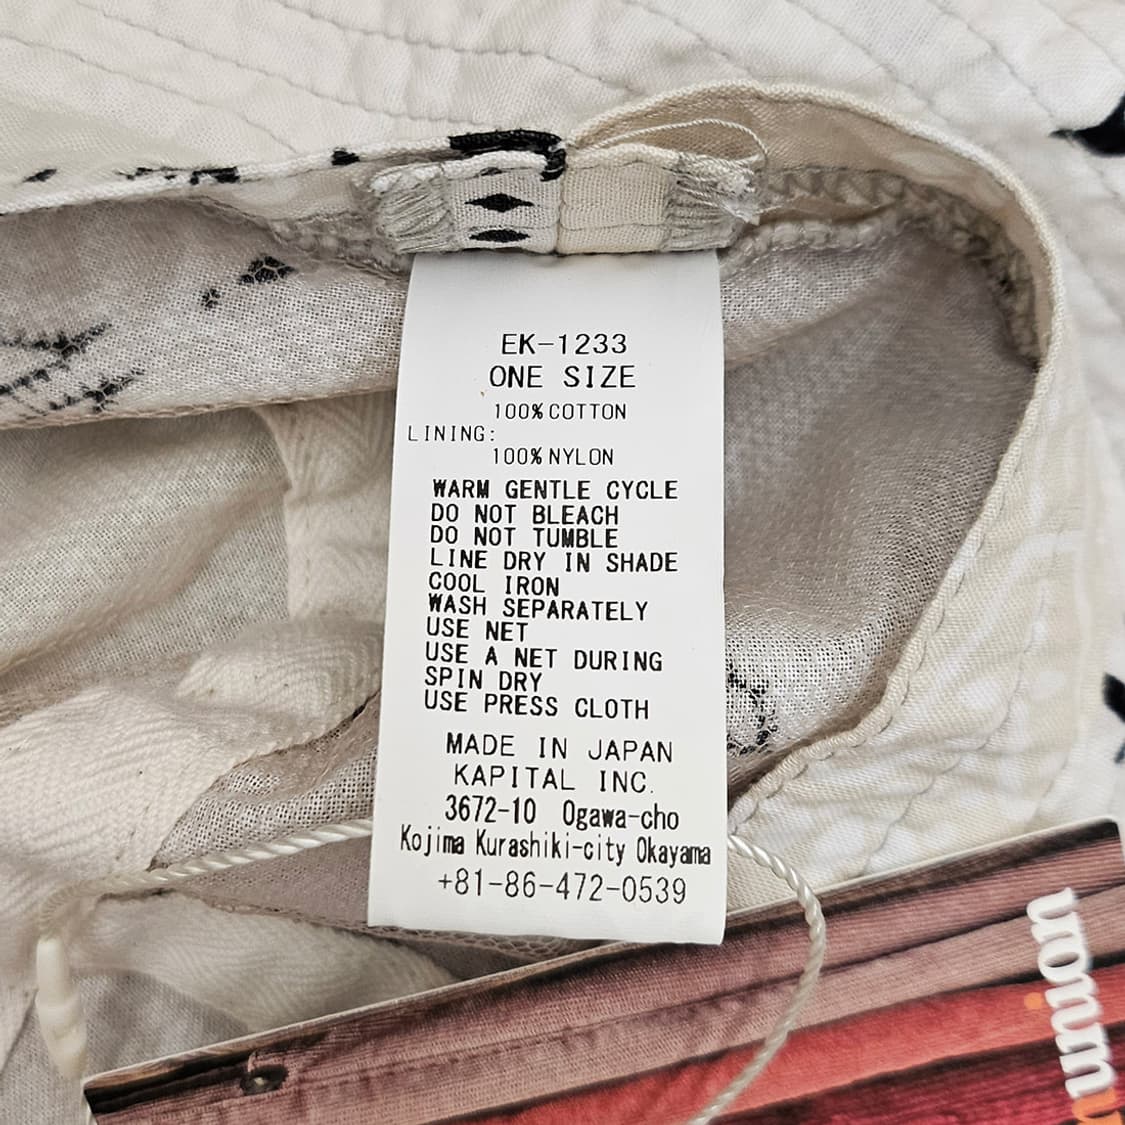 EK-1233
ONE SIZE
100%COTTON
LINING:
100%NYLON
WARM GENTLE CYCLE
DO NOT BLEACH
DO NOT TUMBLE
LINE DRY IN SHADE
COOL IRON
WASH SEPARATELY
USE NET
USE A NET DURING
SPIN DRY
USE PRESS CLOTH
MADE IN JAPAN
KAPITAL INC.
3672-10 Ogawa-cho
Kojima Kurashiki-city Okayama
+81-86-472-0539
union